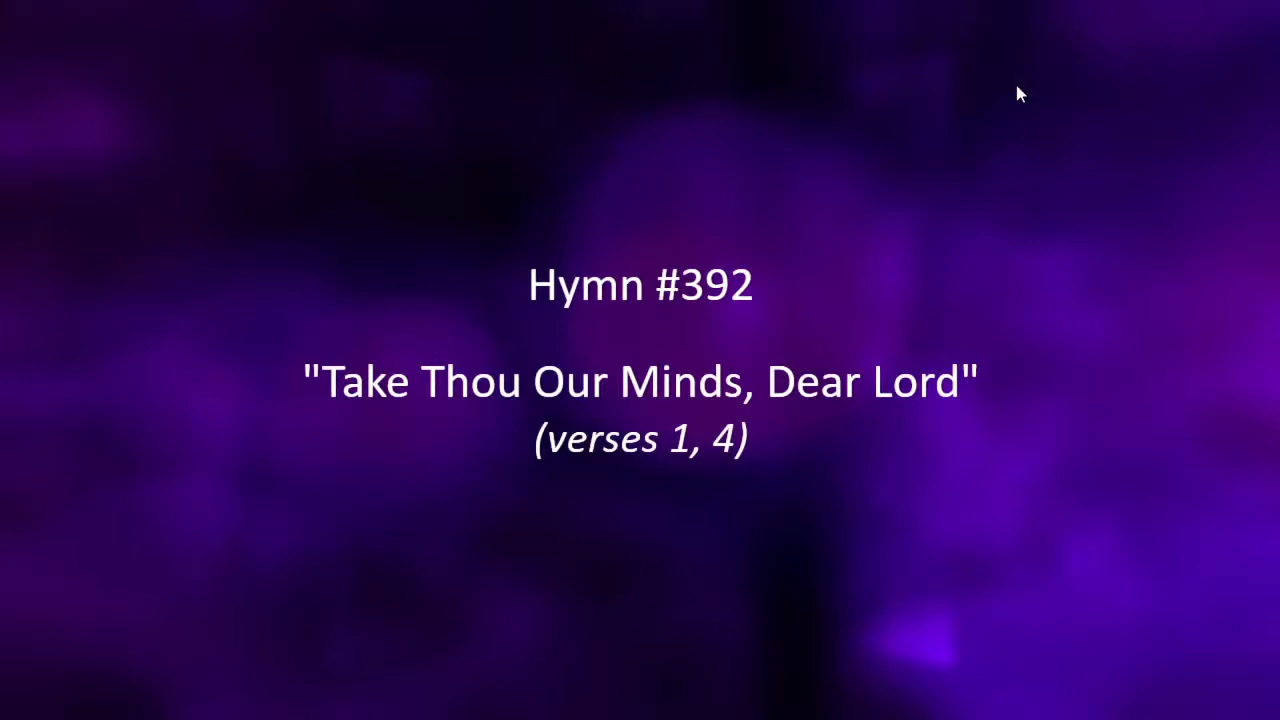 Hymn #392
"Take Thou Our Minds, Dear Lord"
(verses 1, 4)